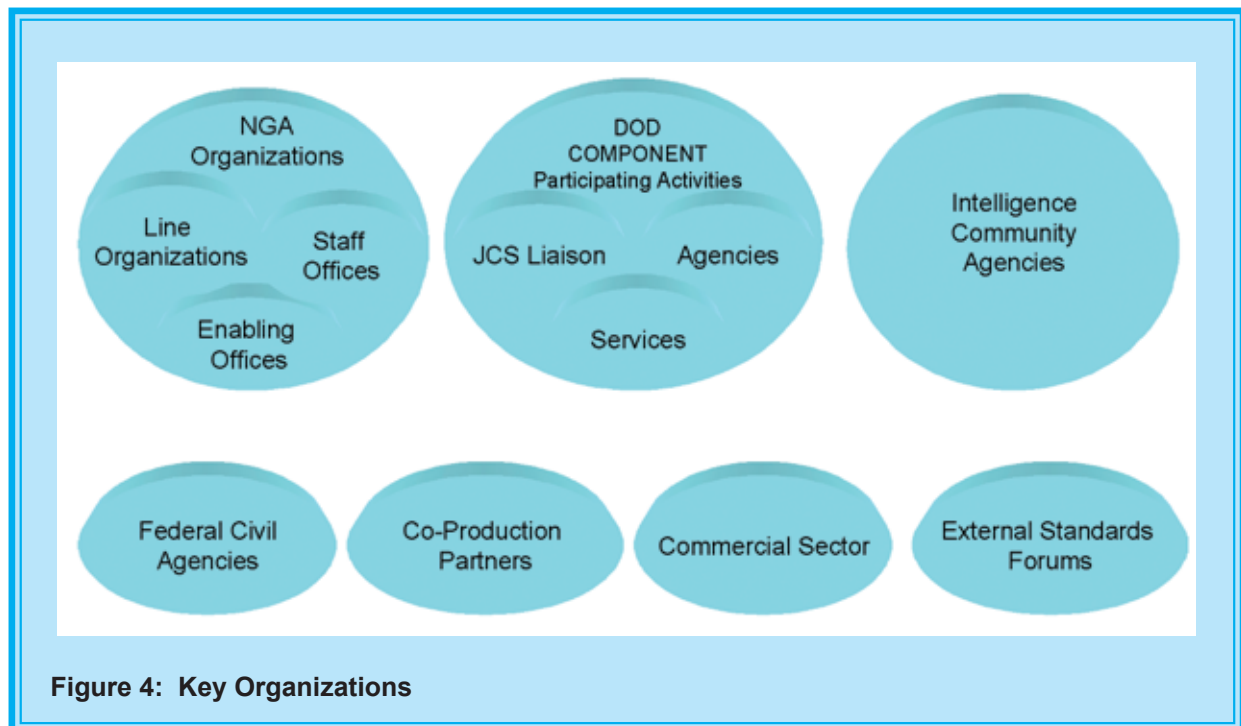 NGA
Organizations
Line
Organizations
Staff
Offices
Enabling
Offices
DOD
COMPONENT
Participating Activities
JCS Liaison
Agencies
Services
Intelligence
Community
Agencies
Federal Civil
Agencies
Co-Production
Partners
Commercial Sector
External Standards
Forums
Figure 4: Key Organizations